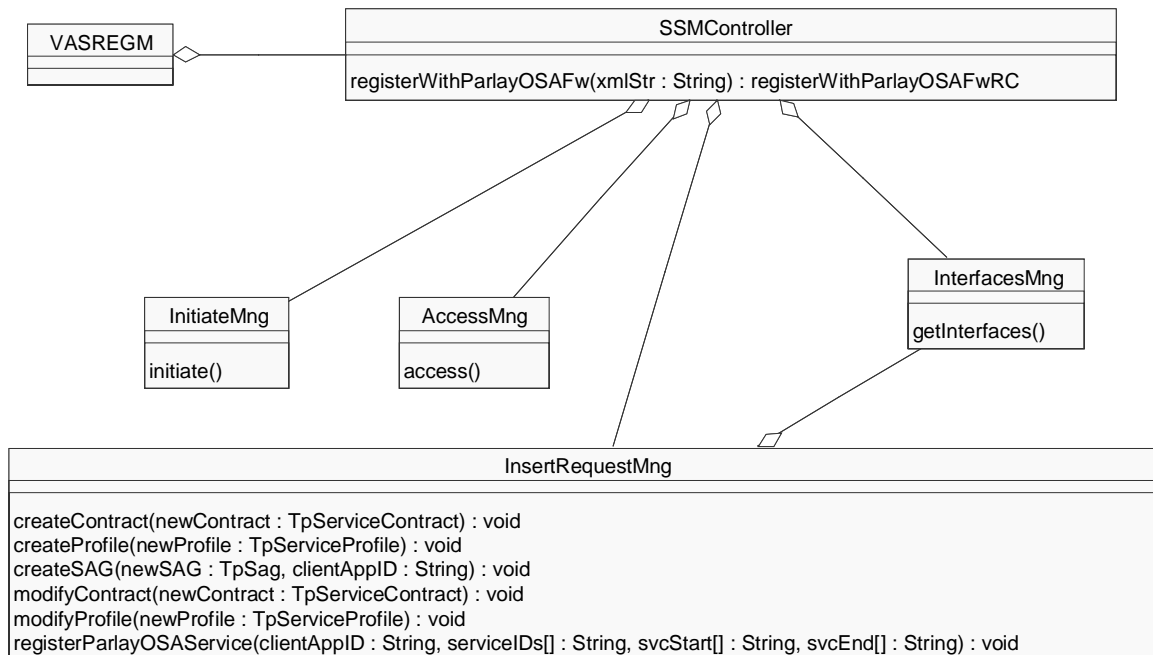 VASREGM
SSMController
registerWithParlayOSAFw(xmlStr : String) : registerWithParlayOSAFwRC
InitiateMng
initiate()
AccessMng
access()
InterfacesMng
getInterfaces()
InsertRequestMng
createContract(newContract : TpServiceContract) : void
createProfile(newProfile : TpServiceProfile) : void
createSAG(newSAG : TpSag, clientAppID : String) : void
modifyContract(newContract : TpServiceContract) : void
modifyProfile(newProfile : TpServiceProfile) : void
registerParlayOSAService(clientAppID : String, serviceIDs[] : String, svcStart[] : String, svcEnd[] : String) : void